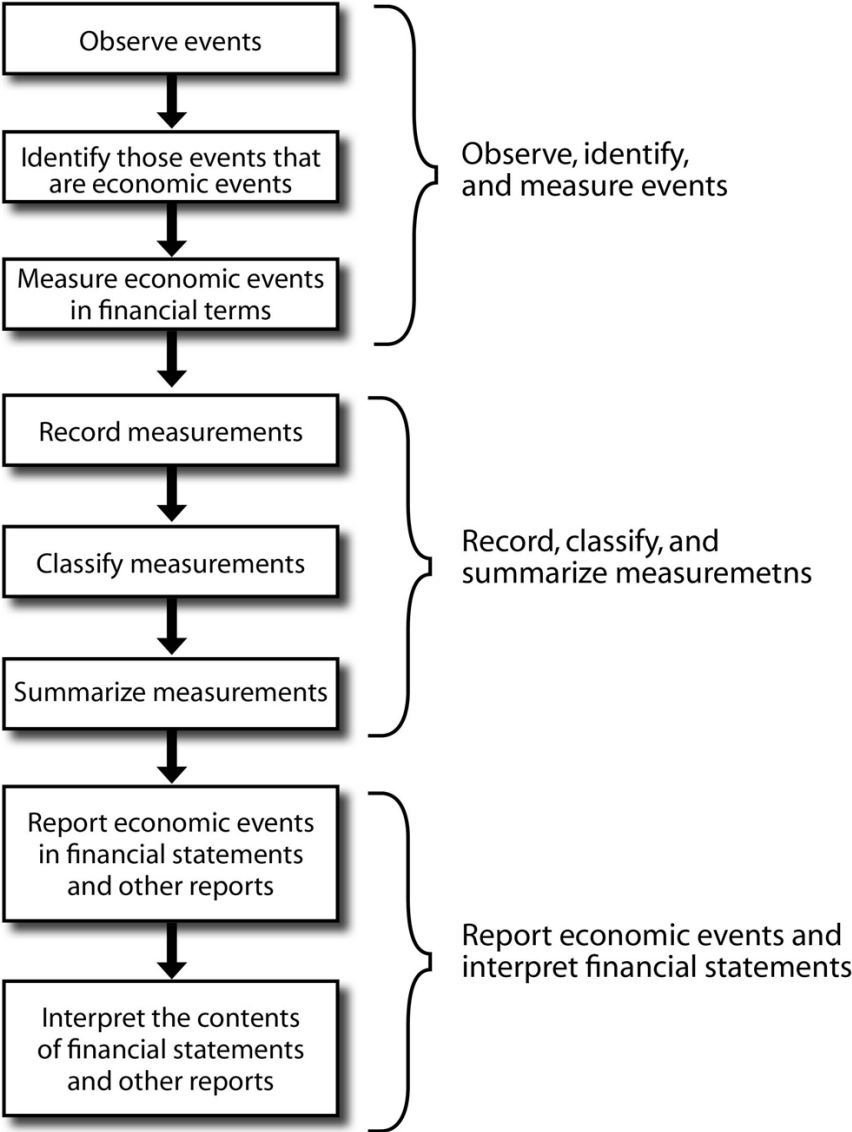 Observe events
Identify those events that
are economic events
Measure economic events
in financial terms
Observe, identify,
and measure events
Record measurements
Classify measurements
Summarize measurements
Record, classify, and
summarize measuremetns
Report economic events
in financial statements
and other reports
Interpret the contents
of financial statements
and other reports
Report economic events and
interpret financial statements